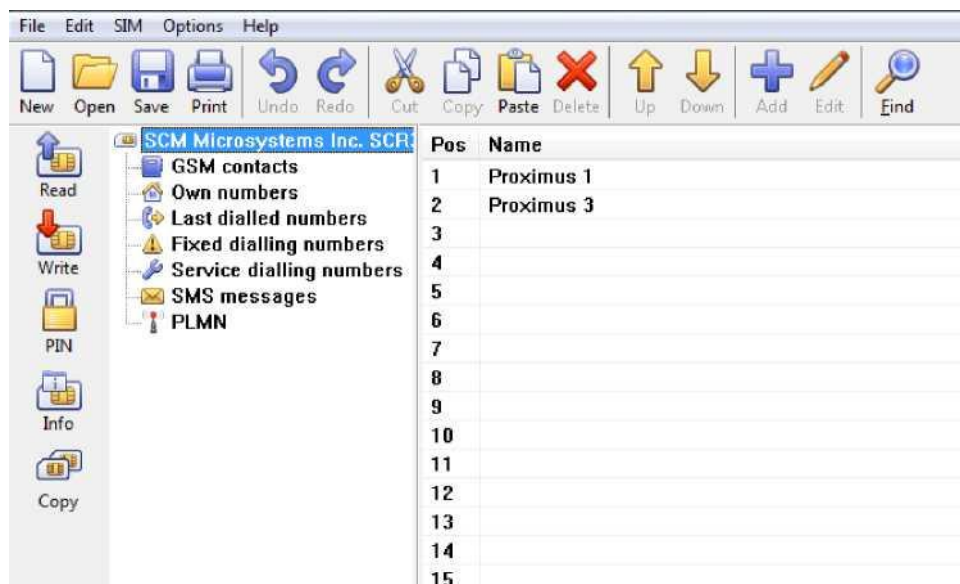 File Edit SIM Options Help
New Open Save Print Undo Redo Cut Copy Paste Delete Up Down Add Edit Find
Read
Write
PIN
Info
Copy
SCM Microsystems Inc. SCR
GSM contacts
Own numbers
Last dialled numbers
Fixed dialling numbers
Service dialling numbers
SMS messages
PLMN
Pos Name
1 Proximus 1
2 Proximus 3
3
4
5
6
7
8
9
10
11
12
13
14
15